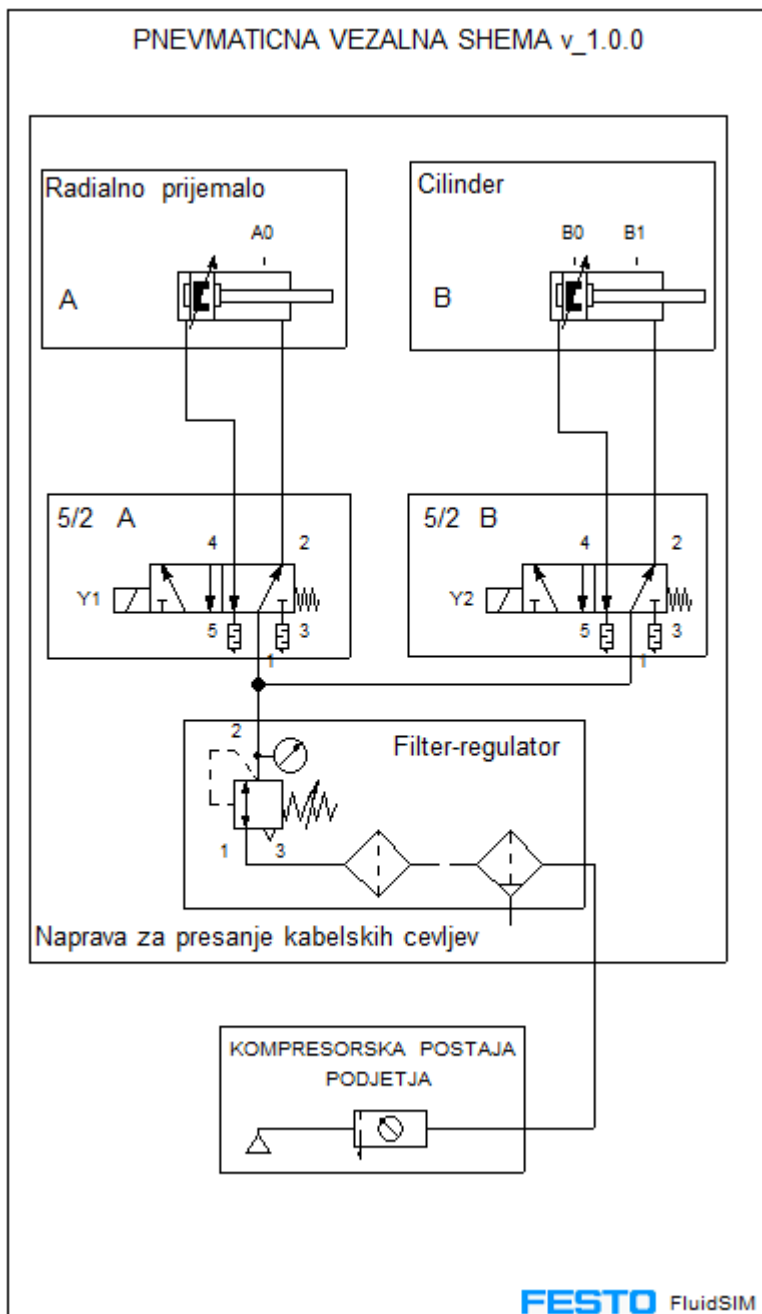 PNEVMATICNA VEZALNA SHEMA v_1.0.0
Radialno prijemalo
A0
A
Cilinder
B0 B1
B
5/2 A
4 2
Y1
5 3
1
5/2 B
4 2
Y2
5 3
1
2
Filter-regulator
1 3
Naprava za presanje kabelskih cevljev
KOMPRESORSKA POSTAJA
PODJETJA
FESTO FluidSIM